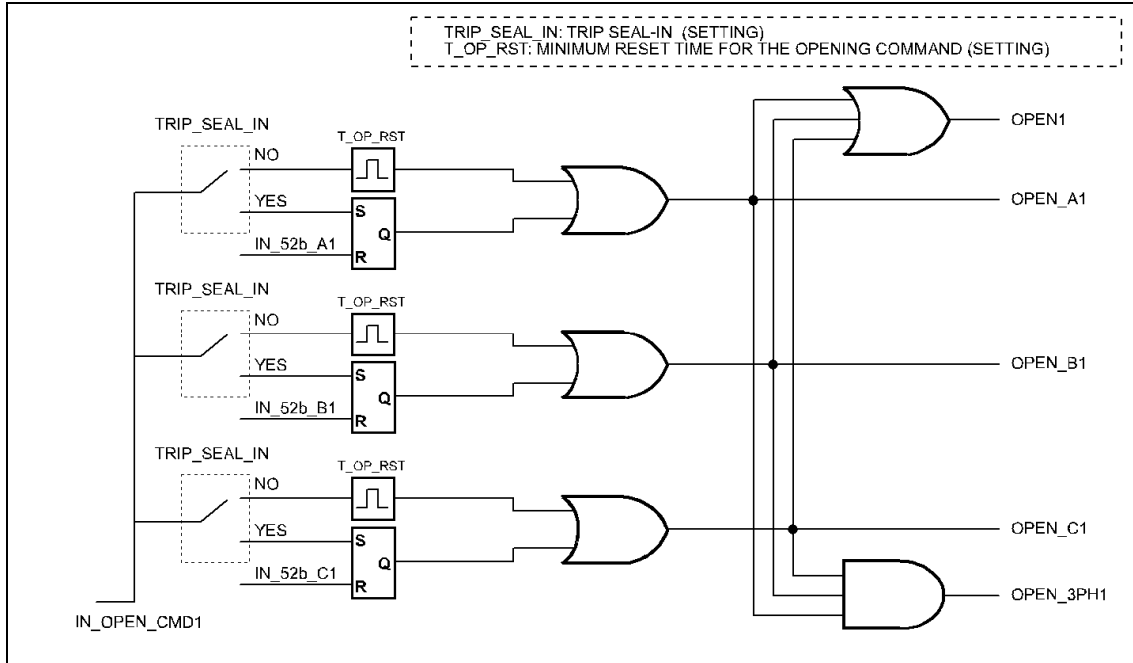 TRIP_SEAL_IN: TRIP SEAL-IN (SETTING)
T_OP_RST: MINIMUM RESET TIME FOR THE OPENING COMMAND (SETTING)
TRIP_SEAL_IN
NO
T_OP_RST
YES
S
Q
IN_52b_A1
R
OPEN1
OPEN_A1
TRIP_SEAL_IN
NO
T_OP_RST
YES
S
Q
IN_52b_B1
R
OPEN_B1
TRIP_SEAL_IN
NO
T_OP_RST
YES
S
Q
IN_52b_C1
R
OPEN_C1
OPEN_3PH1
IN_OPEN_CMD1